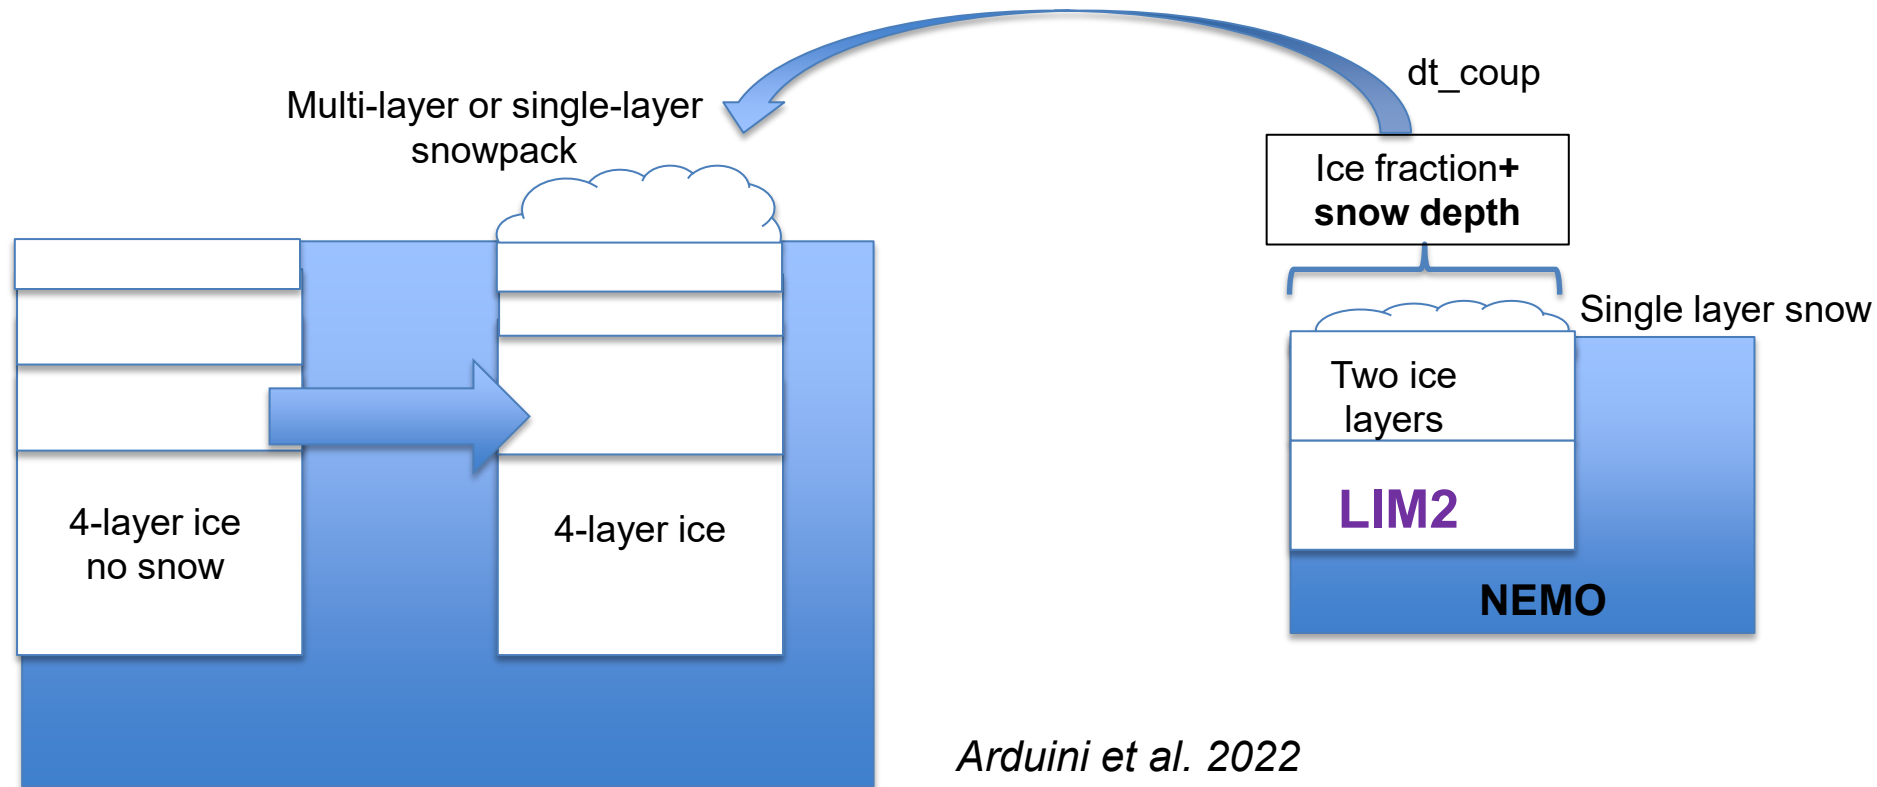 Multi-layer or single-layer
snowpack
dt_coup
Ice fraction+
snow depth
Single layer snow
Two ice
layers
LIM2
NEMO
4-layer ice
no snow
4-layer ice
Arduini et al. 2022